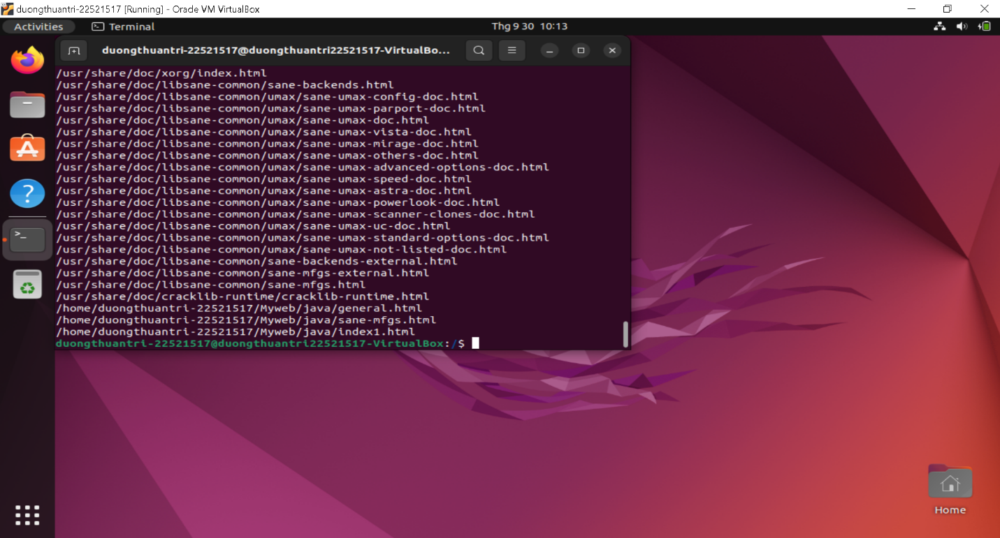 duongthuantri-22521517 [Running] - Oracle VM VirtualBox
Activities
Terminal
Thg 9 30 10:13
duongthuantri-22521517@duongthuantri22521517-VirtualBo...
/usr/share/doc/xorg/index.html
/usr/share/doc/libsane-common/sane-backends.html
/usr/share/doc/libsane-common/umax/sane-umax-config-doc.html
/usr/share/doc/libsane-common/umax/sane-umax-parport-doc.html
/usr/share/doc/libsane-common/umax/sane-umax-doc.html
/usr/share/doc/libsane-common/umax/sane-umax-vista-doc.html
/usr/share/doc/libsane-common/umax/sane-umax-mirage-doc.html
/usr/share/doc/libsane-common/umax/sane-umax-others-doc.html
/usr/share/doc/libsane-common/umax/sane-umax-advanced-options-doc.html
/usr/share/doc/libsane-common/umax/sane-umax-speed-doc.html
/usr/share/doc/libsane-common/umax/sane-umax-astra-doc.html
/usr/share/doc/libsane-common/umax/sane-umax-powerlook-doc.html
/usr/share/doc/libsane-common/umax/sane-umax-scanner-clones-doc.html
/usr/share/doc/libsane-common/umax/sane-umax-uc-doc.html
/usr/share/doc/libsane-common/umax/sane-umax-standard-options-doc.html
/usr/share/doc/libsane-common/umax/sane-umax-not-listed-doc.html
/usr/share/doc/libsane-common/sane-backends-external.html
/usr/share/doc/libsane-common/sane-mfgs-external.html
/usr/share/doc/libsane-common/sane-mfgs.html
/usr/share/doc/cracklib-runtime/cracklib-runtime.html
/home/duongthuantri-22521517/Myweb/java/general.html
/home/duongthuantri-22521517/Myweb/java/sane-mfgs.html
/home/duongthuantri-22521517/Myweb/java/index1.html
duongthuantri-22521517@duongthuantri22521517-VirtualBox:/$
Home